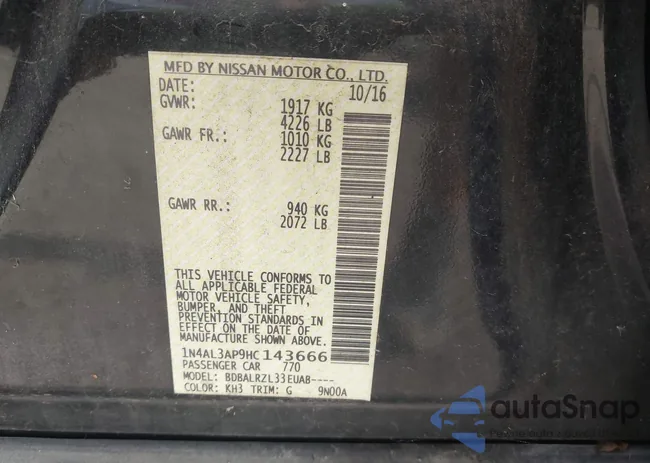 MFD BY NISSAN MOTOR CO., LTD.
DATE: 10/16
GVWR: 1917 KG
4226 LB
GAWR FR.: 1010 KG
2227 LB
GAWR RR.: 940 KG
2072 LB
THIS VEHICLE CONFORMS TO
ALL APPLICABLE FEDERAL
MOTOR VEHICLE SAFETY,
BUMPER, AND THEFT
PREVENTION STANDARDS IN
EFFECT ON THE DATE OF
MANUFACTURE SHOWN ABOVE.
1N4AL3AP9HC143666
PASSENGER CAR 770
MODEL: BDBALRZL33EUAB----
COLOR: KH3 TRIM: G 9N00A
autoSnap